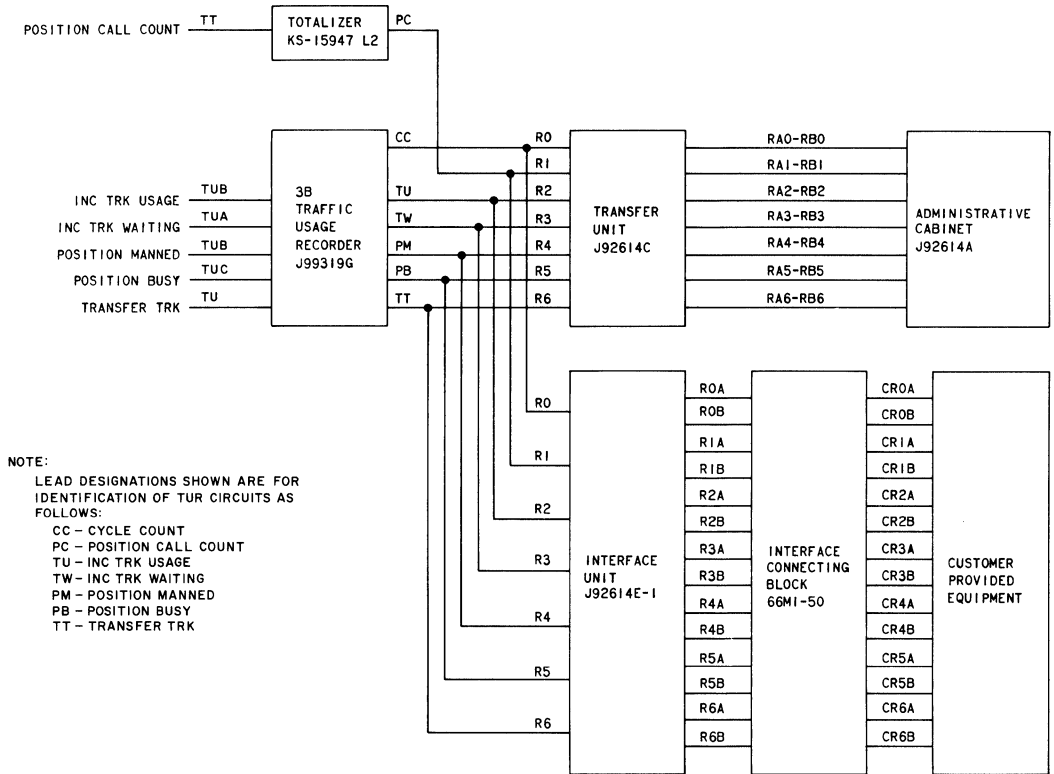 POSITION CALL COUNT
TT
TOTALIZER
KS-15947 L2
PC
INC TRK USAGE
TUB
INC TRK WAITING
TUA
POSITION MANNED
TUB
POSITION BUSY
TUC
TRANSFER TRK
TU
3B
TRAFFIC
USAGE
RECORDER
J99319G
CC
TU
TW
PM
PB
TT
R0
R1
R2
R3
R4
R5
R6
TRANSFER
UNIT
J92614C
RA0-RB0
RA1-RB1
RA2-RB2
RA3-RB3
RA4-RB4
RA5-RB5
RA6-RB6
ADMINISTRATIVE
CABINET
J92614A
R0
R1
R2
R3
R4
R5
R6
INTERFACE
UNIT
J92614E-1
R0A
R0B
R1A
R1B
R2A
R2B
R3A
R3B
R4A
R4B
R5A
R5B
R6A
R6B
INTERFACE
CONNECTING
BLOCK
66M1-50
CR0A
CR0B
CR1A
CR1B
CR2A
CR2B
CR3A
CR3B
CR4A
CR4B
CR5A
CR5B
CR6A
CR6B
CUSTOMER
PROVIDED
EQUIPMENT
NOTE:
LEAD DESIGNATIONS SHOWN ARE FOR
IDENTIFICATION OF TUR CIRCUITS AS
FOLLOWS:
CC – CYCLE COUNT
PC – POSITION CALL COUNT
TU – INC TRK USAGE
TW – INC TRK WAITING
PM – POSITION MANNED
PB – POSITION BUSY
TT – TRANSFER TRK